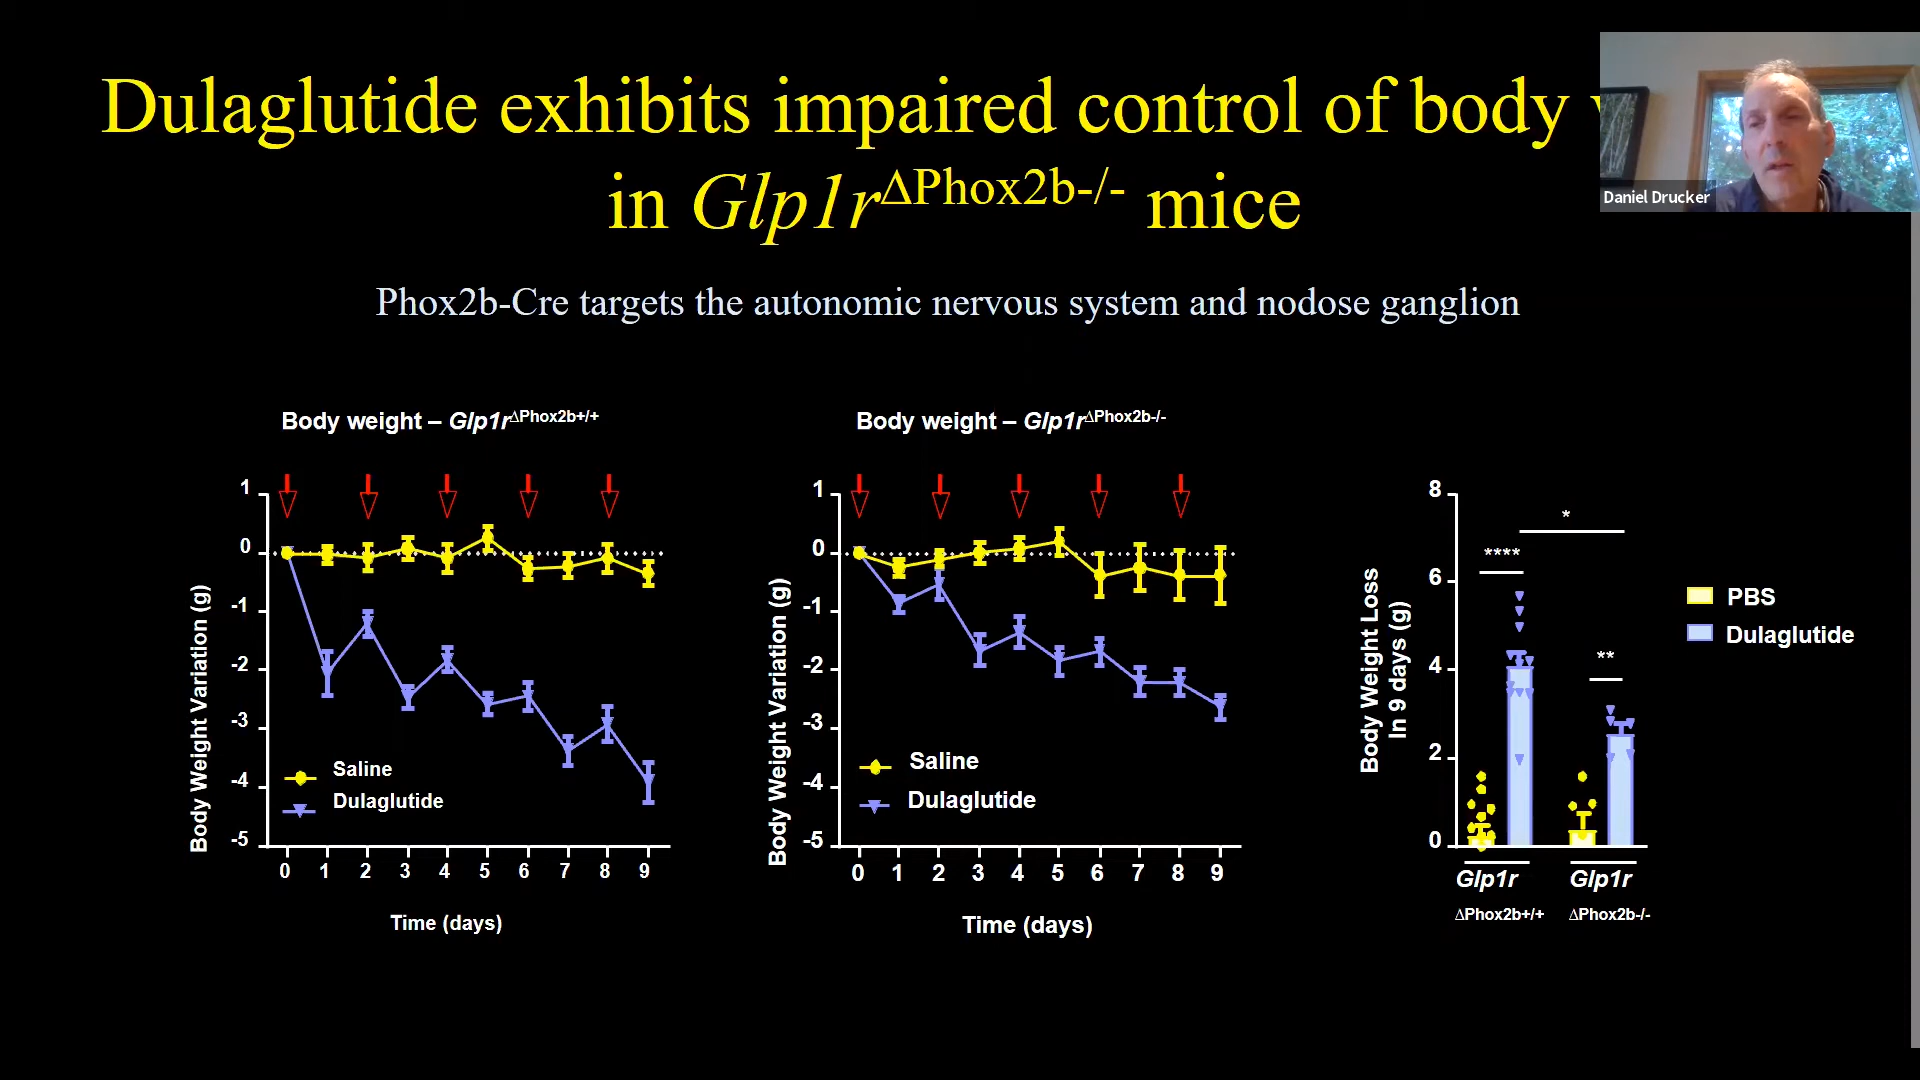 Dulaglutide exhibits impaired control of body
in Glp1rΔPhox2b-/- mice
Daniel Drucker
Phox2b-Cre targets the autonomic nervous system and nodose ganglion
Body weight – Glp1rΔPhox2b+/+
1
0
-1
-2
-3
-4
-5
Body Weight Variation (g)
Saline
Dulaglutide
0 1 2 3 4 5 6 7 8 9
Time (days)
Body weight – Glp1rΔPhox2b-/-
1
0
-1
-2
-3
-4
-5
Body Weight Variation (g)
Saline
Dulaglutide
0 1 2 3 4 5 6 7 8 9
Time (days)
8
6
4
2
0
Body Weight Loss
In 9 days (g)
*
****
**
PBS
Dulaglutide
Glp1r Glp1r
ΔPhox2b+/+ ΔPhox2b-/-